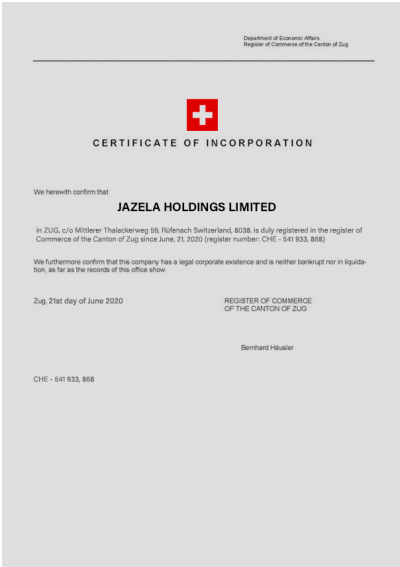 Department of Economic Affairs
Register of Commerce of the Canton of Zug
CERTIFICATE OF INCORPORATION
We herewith confirm that
JAZELA HOLDINGS LIMITED
in ZUG, c/o Mittlerer Thalackerweg 59, Rüfenach Switzerland, 8038. is duly registered in the register of
Commerce of the Canton of Zug since June, 21, 2020 (register number: CHE - 541 933, 868)
We furthermore confirm that this company has a legal corporate existence and is neither bankrupt nor in liquida-
tion, as far as the records of this office show.
Zug, 21st day of June 2020
REGISTER OF COMMERCE
OF THE CANTON OF ZUG
Bernhard Häusler
CHE - 541 933, 868